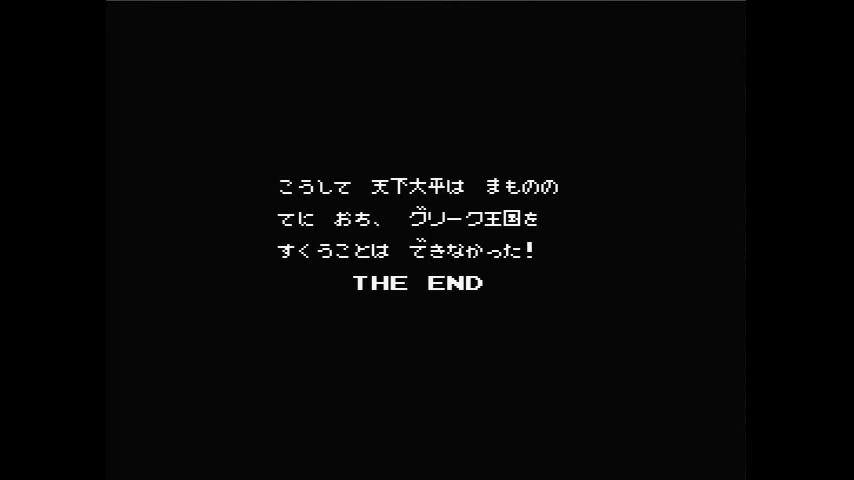 こうして 天下大平は まものの
てに おち、 グリーク王国を
すくうことは できなかった!
THE END